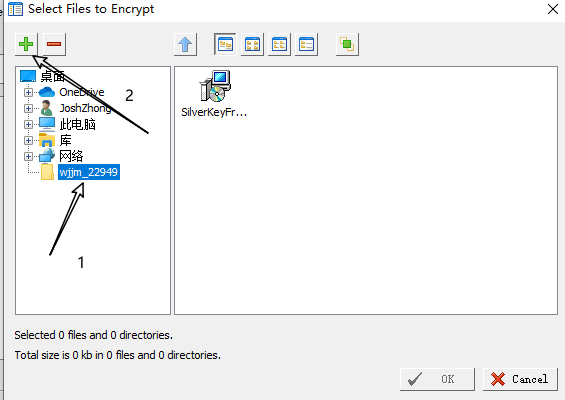 Select Files to Encrypt
桌面
OneDrive
2
JoshZhong
SilverKeyFr...
此电脑
库
网络
wjjm_22949
1
Selected 0 files and 0 directories.
Total size is 0 kb in 0 files and 0 directories.
OK
Cancel